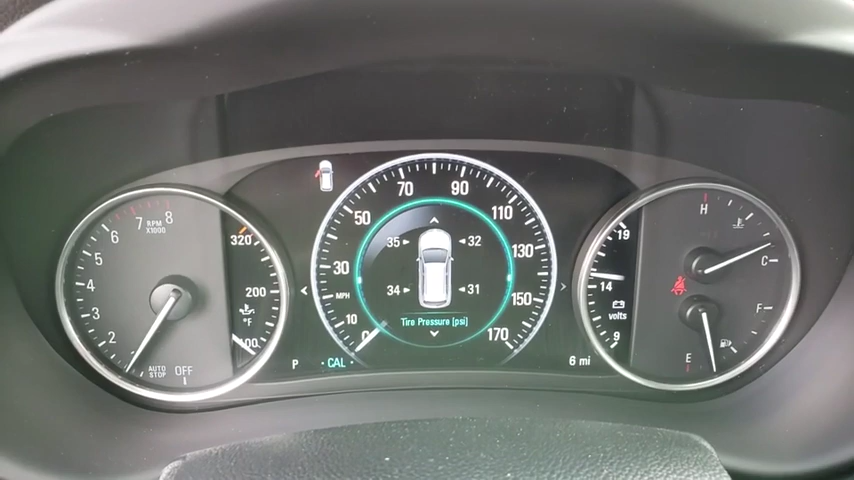 8
7
RPM
X1000
6
5
4
3
2
AUTO
STOP
OFF
320
200
°F
100
P
CAL
10
30
50
70
90
110
130
150
170
0
MPH
35
32
34
31
Tire Pressure [psi]
6 mi
19
14
volts
9
H
C
F
E